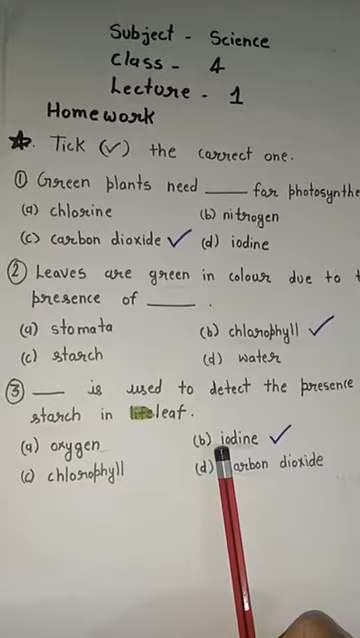 Subject - Science
Class - 4
Lecture - 1
Homework
Tick (✓) the correct one.
① Green plants need ____ for photosynthe
(a) chlorine (b) nitrogen
(c) carbon dioxide ✓ (d) iodine
② Leaves are green in colour due to t
presence of ____ .
(a) stomata (b) chlorophyll ✓
(c) starch (d) water
③ ____ is used to detect the presence
starch in leaf.
(a) oxygen (b) iodine ✓
(c) chlorophyll (d) carbon dioxide